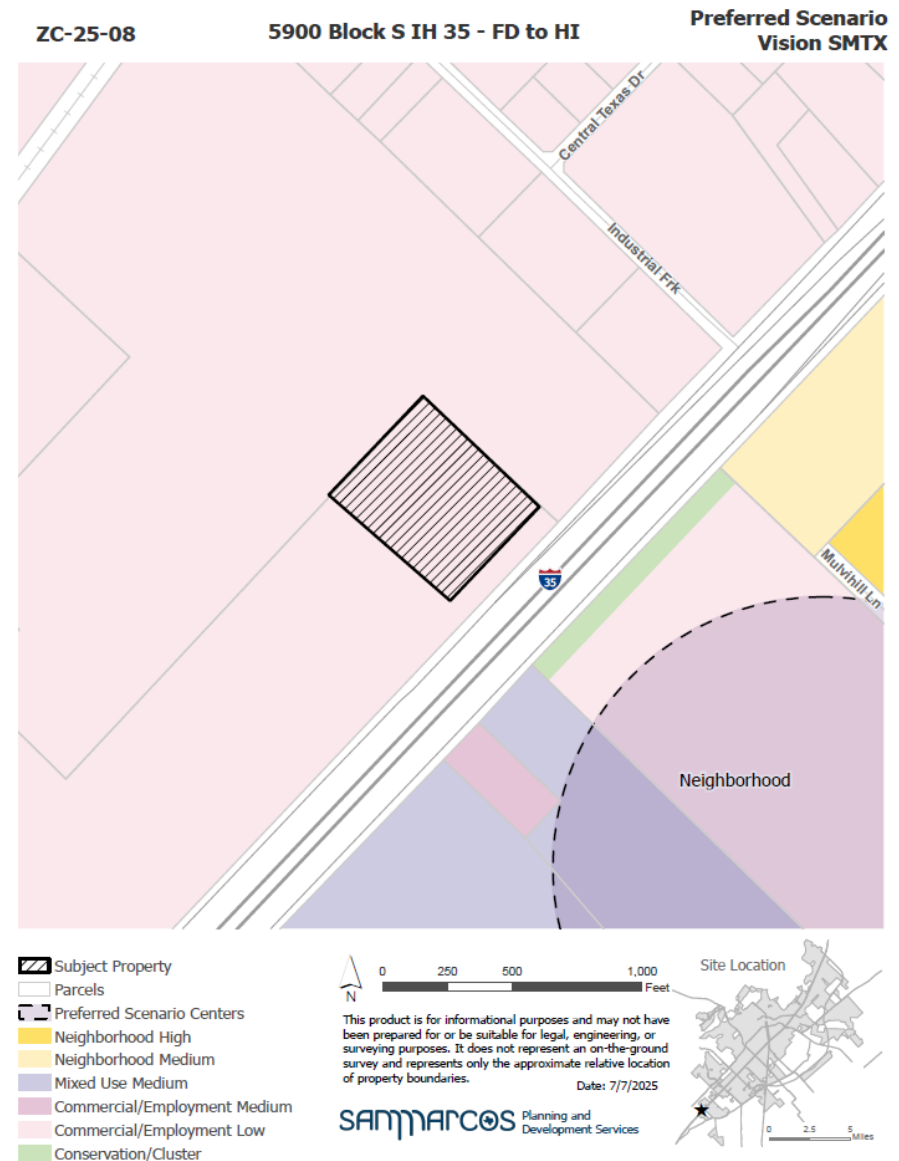 ZC-25-08
5900 Block S IH 35 - FD to HI
Preferred Scenario
Vision SMTX
Central Texas Dr
Industrial Frk
35
Mulvihill Ln
Neighborhood
Subject Property
Parcels
Preferred Scenario Centers
Neighborhood High
Neighborhood Medium
Mixed Use Medium
Commercial/Employment Medium
Commercial/Employment Low
Conservation/Cluster
N
0 250 500 1,000
Feet
This product is for informational purposes and may not have
been prepared for or be suitable for legal, engineering, or
surveying purposes. It does not represent an on-the-ground
survey and represents only the approximate relative location
of property boundaries.
Date: 7/7/2025
SANMARCOS
Planning and
Development Services
Site Location
0 2.5 5
Miles